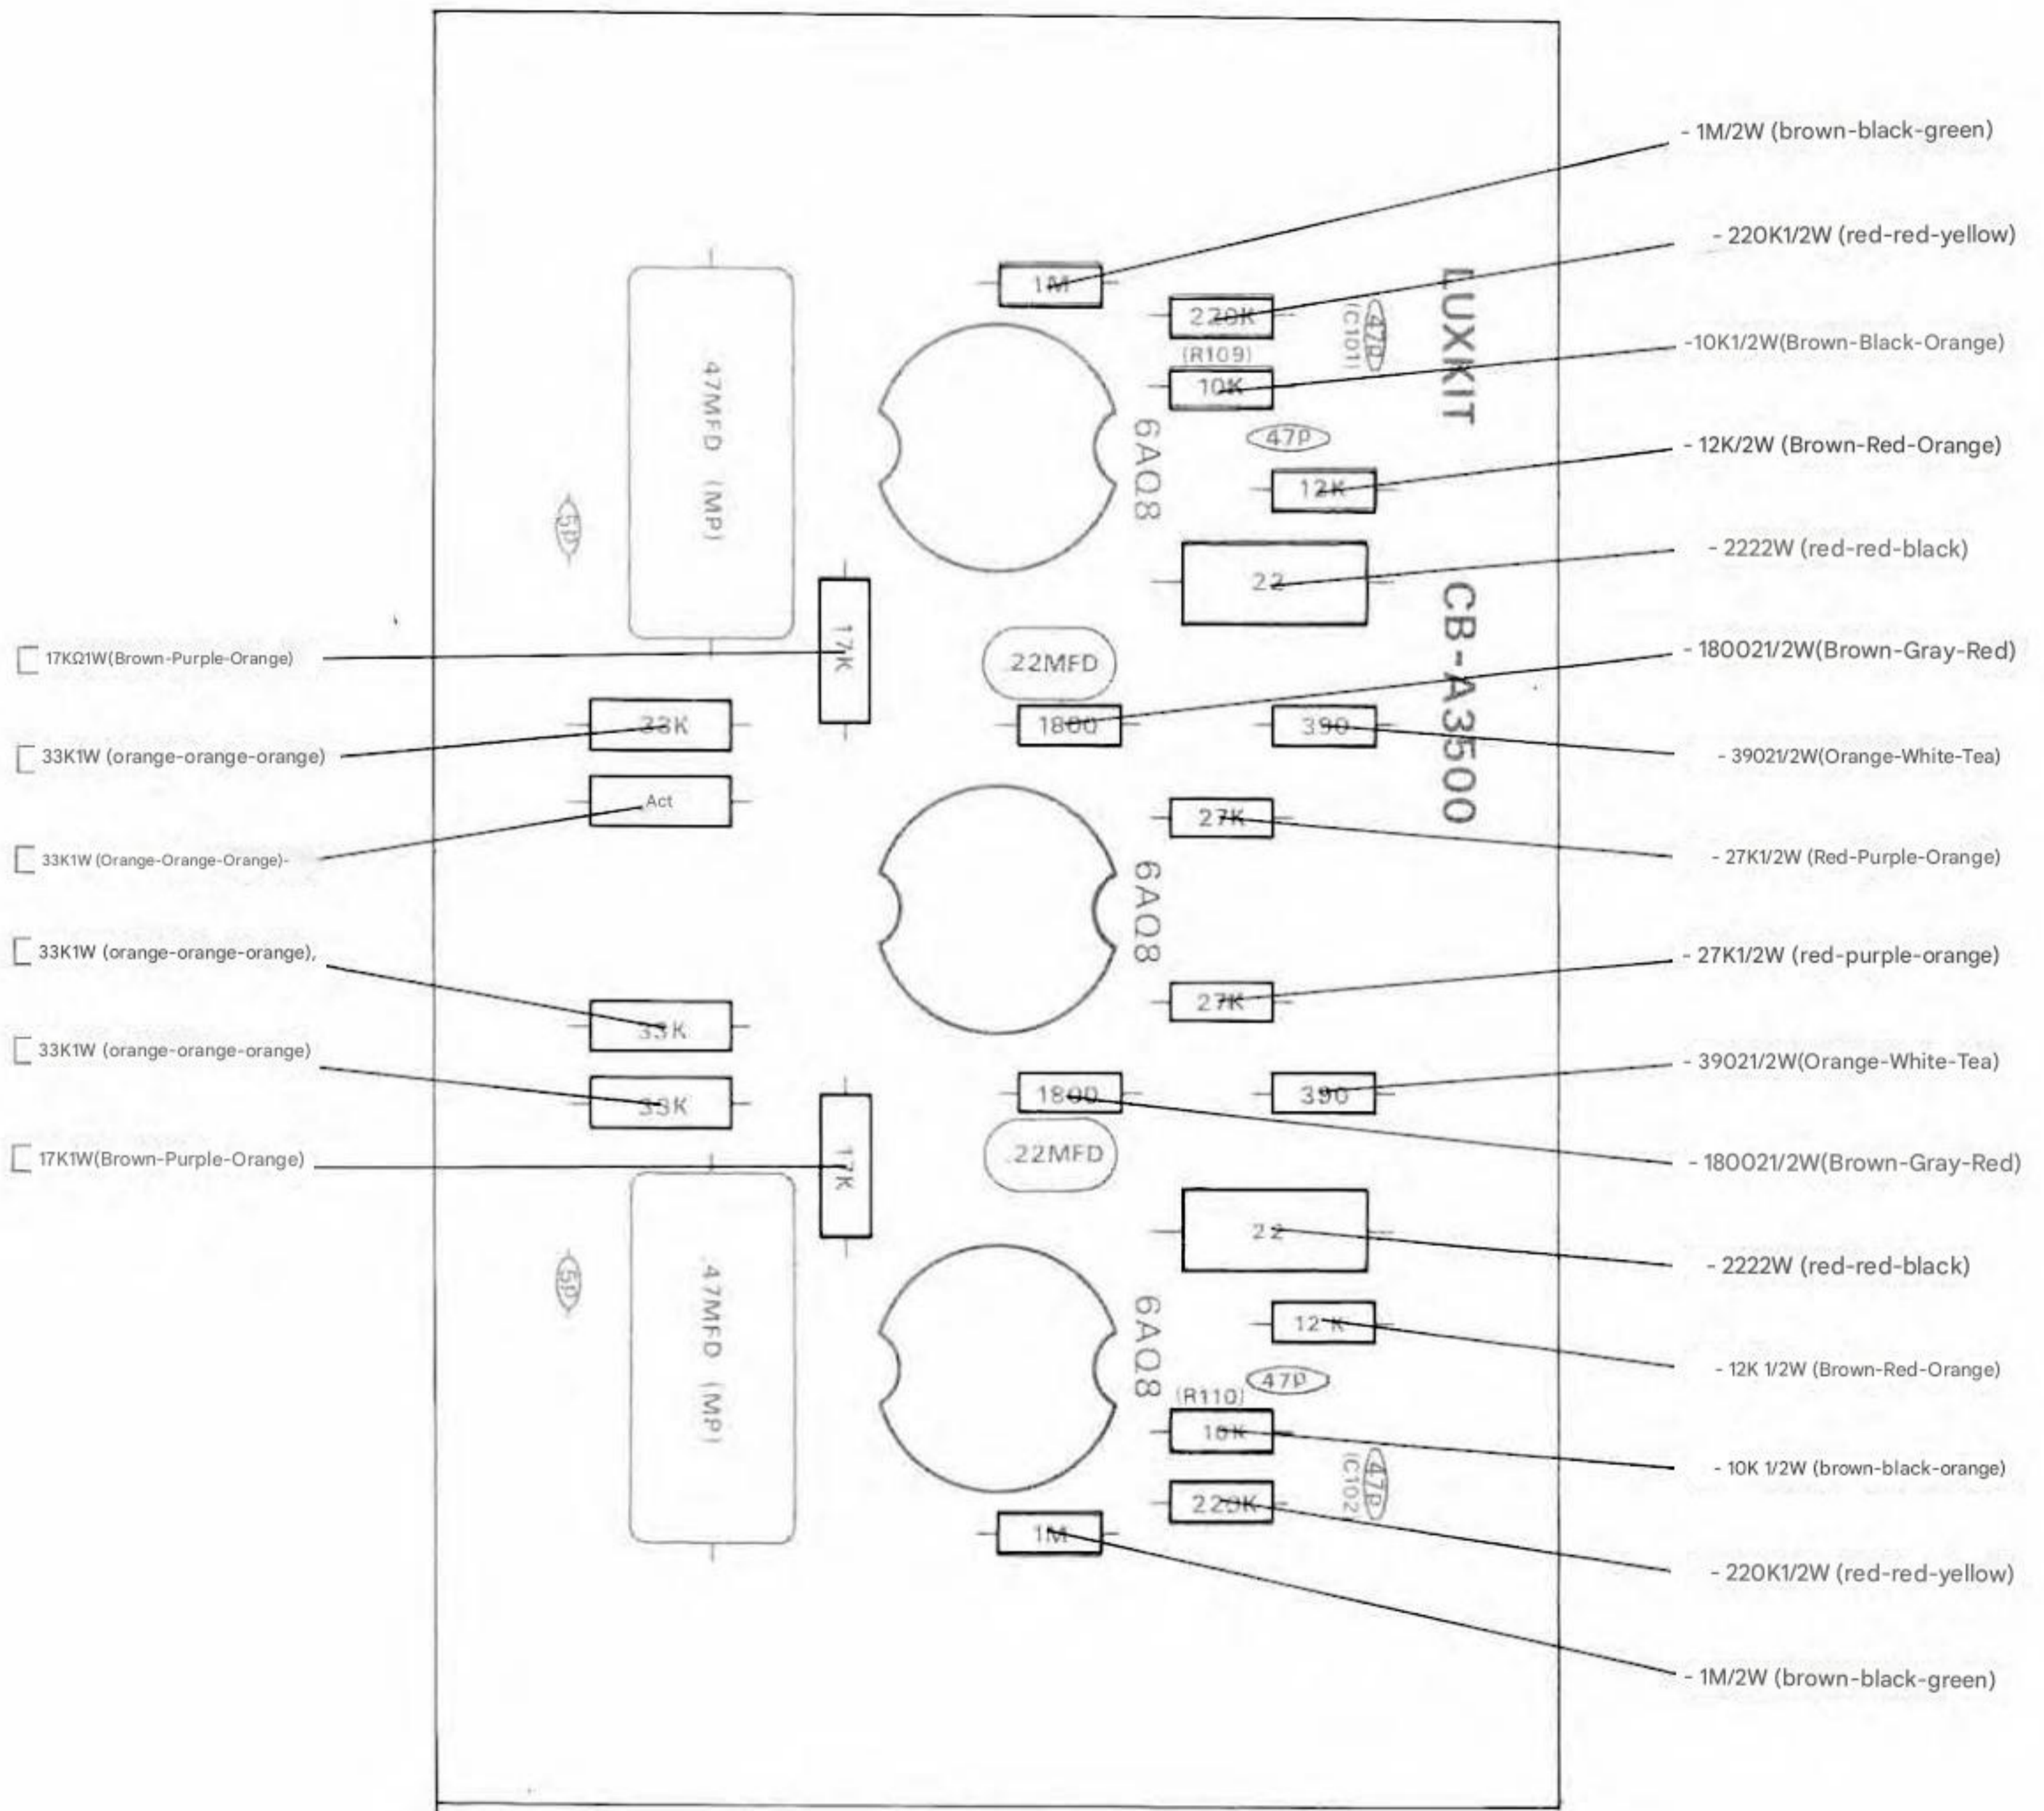 - 1M/2W (brown-black-green)
- 220K1/2W (red-red-yellow)
-10K1/2W(Brown-Black-Orange)
- 12K/2W (Brown-Red-Orange)
- 2222W (red-red-black)
- 180021/2W(Brown-Gray-Red)
- 39021/2W(Orange-White-Tea)
- 27K1/2W (Red-Purple-Orange)
- 27K1/2W (red-purple-orange)
- 39021/2W(Orange-White-Tea)
- 180021/2W(Brown-Gray-Red)
- 2222W (red-red-black)
- 12K 1/2W (Brown-Red-Orange)
- 10K 1/2W (brown-black-orange)
- 220K1/2W (red-red-yellow)
- 1M/2W (brown-black-green)
17KΩ1W(Brown-Purple-Orange)
33K1W (orange-orange-orange)
33K1W (Orange-Orange-Orange)-
33K1W (orange-orange-orange),
33K1W (orange-orange-orange)
17K1W(Brown-Purple-Orange)
LUXKIT CB-A3500
1M
220K
(R109)
10K
47P
(C101)
47P
12K
22
6AQ8
.47MFD (MP)
5P
17K
.22MFD
1800
390
33K
Act
27K
6AQ8
27K
33K
33K
1800
390
.22MFD
17K
22
12K
6AQ8
47P
(R110)
10K
47P
(C102)
220K
1M
.47MFD (MP)
5P